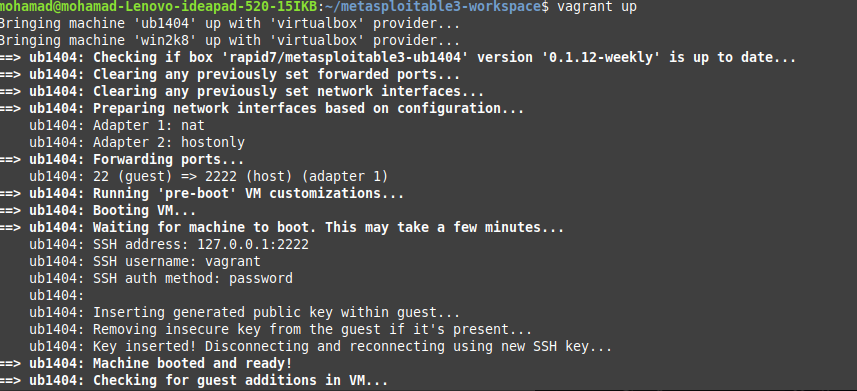 mohamad@mohamad-Lenovo-ideapad-520-15IKB:~/metasploitable3-workspace$ vagrant up
Bringing machine 'ub1404' up with 'virtualbox' provider...
Bringing machine 'win2k8' up with 'virtualbox' provider...
==> ub1404: Checking if box 'rapid7/metasploitable3-ub1404' version '0.1.12-weekly' is up to date...
==> ub1404: Clearing any previously set forwarded ports...
==> ub1404: Clearing any previously set network interfaces...
==> ub1404: Preparing network interfaces based on configuration...
ub1404: Adapter 1: nat
ub1404: Adapter 2: hostonly
==> ub1404: Forwarding ports...
ub1404: 22 (guest) => 2222 (host) (adapter 1)
==> ub1404: Running 'pre-boot' VM customizations...
==> ub1404: Booting VM...
==> ub1404: Waiting for machine to boot. This may take a few minutes...
ub1404: SSH address: 127.0.0.1:2222
ub1404: SSH username: vagrant
ub1404: SSH auth method: password
ub1404:
ub1404: Inserting generated public key within guest...
ub1404: Removing insecure key from the guest if it's present...
ub1404: Key inserted! Disconnecting and reconnecting using new SSH key...
==> ub1404: Machine booted and ready!
==> ub1404: Checking for guest additions in VM...